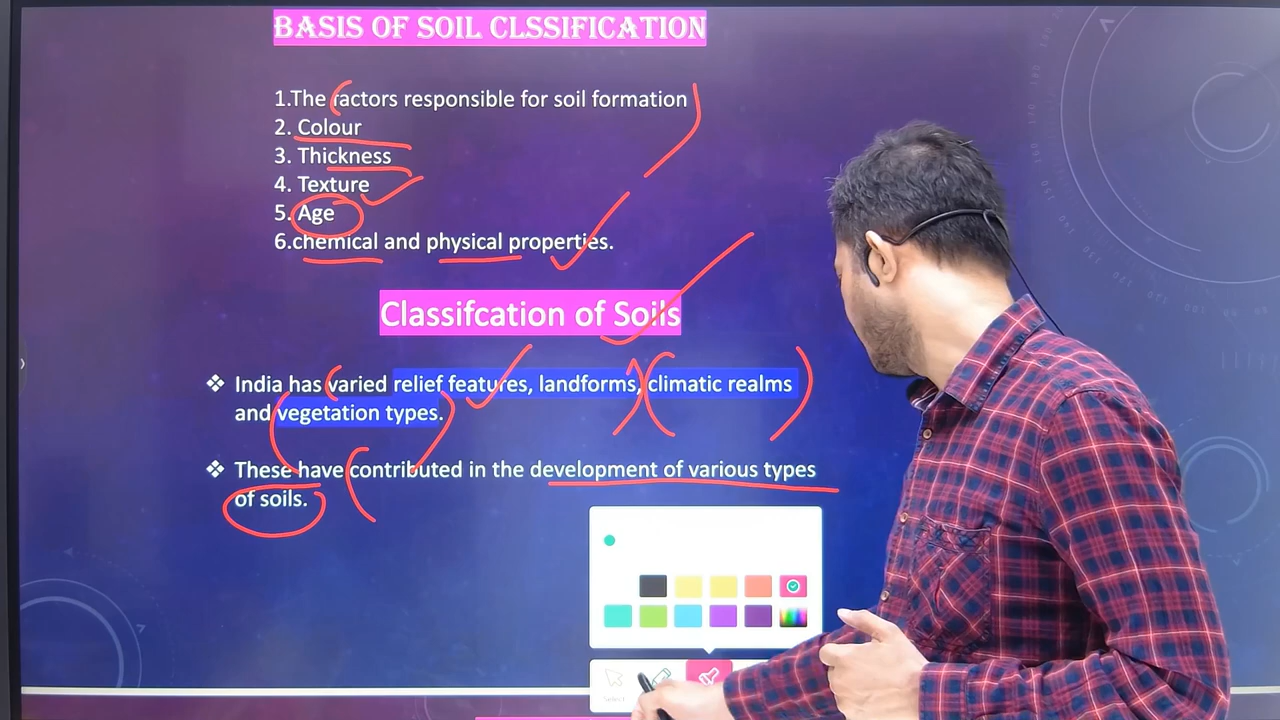 BASIS OF SOIL CLSSIFICATION
1.The factors responsible for soil formation
2. Colour
3. Thickness
4. Texture
5. Age
6.chemical and physical properties.
Classifcation of Soils
❖ India has varied relief features, landforms, climatic realms
and vegetation types.
❖ These have contributed in the development of various types
of soils.